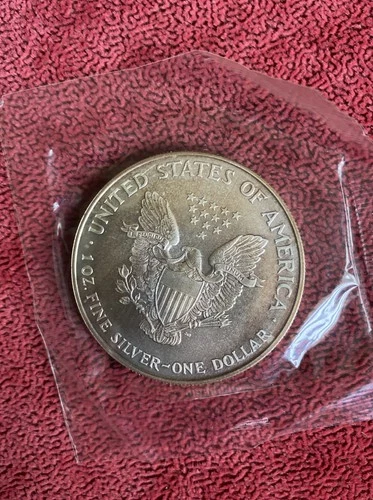 UNITED STATES OF AMERICA
· 1 OZ. FINE SILVER~ONE DOLLAR ·